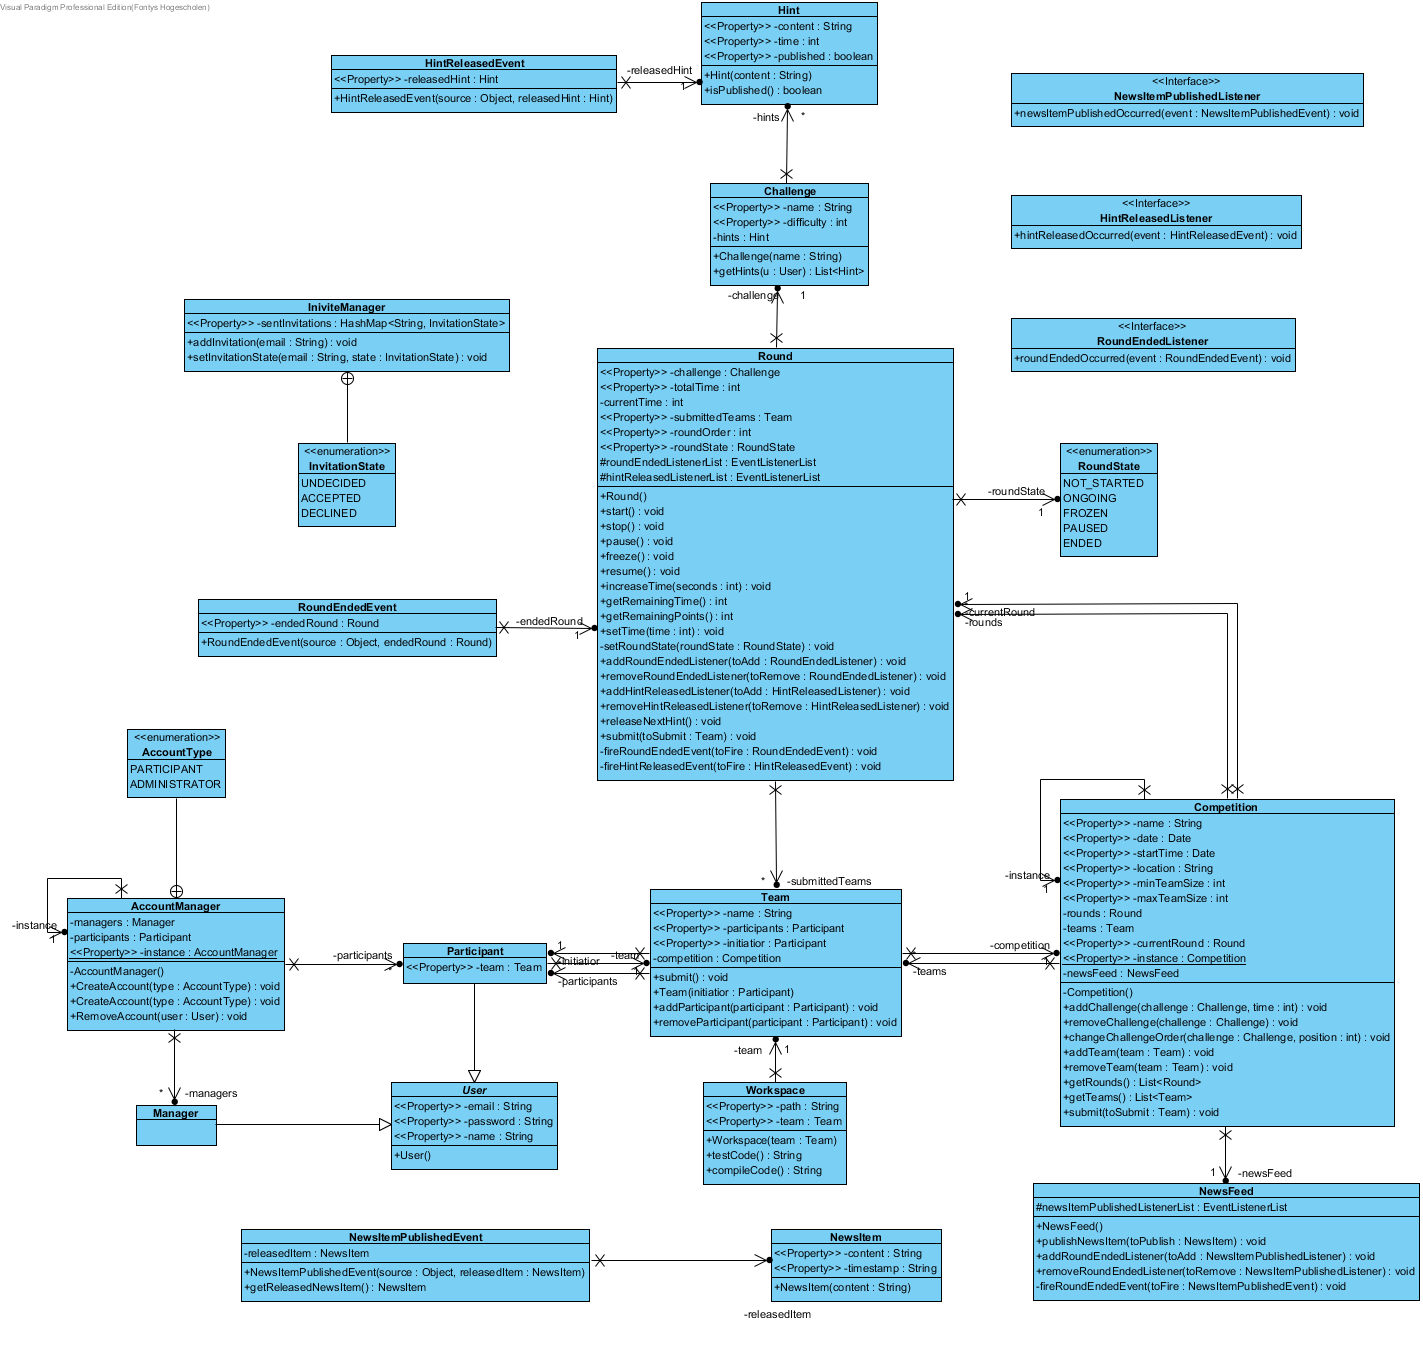 Visual Paradigm Professional Edition(Fontys Hogescholen)
Hint
<<Property>> -content : String
<<Property>> -time : int
<<Property>> -published : boolean
+Hint(content : String)
+isPublished() : boolean
HintReleasedEvent
<<Property>> -releasedHint : Hint
+HintReleasedEvent(source : Object, releasedHint : Hint)
-releasedHint
1
-hints
*
<<Interface>>
NewsItemPublishedListener
+newsItemPublishedOccurred(event : NewsItemPublishedEvent) : void
Challenge
<<Property>> -name : String
<<Property>> -difficulty : int
-hints : Hint
+Challenge(name : String)
+getHints(u : User) : List<Hint>
-challenge
1
<<Interface>>
HintReleasedListener
+hintReleasedOccurred(event : HintReleasedEvent) : void
IniviteManager
<<Property>> -sentInvitations : HashMap<String, InvitationState>
+addInvitation(email : String) : void
+setInvitationState(email : String, state : InvitationState) : void
<<Interface>>
RoundEndedListener
+roundEndedOccurred(event : RoundEndedEvent) : void
<<enumeration>>
InvitationState
UNDECIDED
ACCEPTED
DECLINED
Round
<<Property>> -challenge : Challenge
<<Property>> -totalTime : int
-currentTime : int
<<Property>> -submittedTeams : Team
<<Property>> -roundOrder : int
<<Property>> -roundState : RoundState
#roundEndedListenerList : EventListenerList
#hintReleasedListenerList : EventListenerList
+Round()
+start() : void
+stop() : void
+pause() : void
+freeze() : void
+resume() : void
+increaseTime(seconds : int) : void
+getRemainingTime() : int
+getRemainingPoints() : int
+setTime(time : int) : void
-setRoundState(roundState : RoundState) : void
+addRoundEndedListener(toAdd : RoundEndedListener) : void
+removeRoundEndedListener(toRemove : RoundEndedListener) : void
+addHintReleasedListener(toAdd : HintReleasedListener) : void
+removeHintReleasedListener(toRemove : HintReleasedListener) : void
+releaseNextHint() : void
+submit(toSubmit : Team) : void
-fireRoundEndedEvent(toFire : RoundEndedEvent) : void
-fireHintReleasedEvent(toFire : HintReleasedEvent) : void
-roundState
1
<<enumeration>>
RoundState
NOT_STARTED
ONGOING
FROZEN
PAUSED
ENDED
RoundEndedEvent
<<Property>> -endedRound : Round
+RoundEndedEvent(source : Object, endedRound : Round)
-endedRound
1
1
-currentRound
-rounds
<<enumeration>>
AccountType
PARTICIPANT
ADMINISTRATOR
-instance
1
AccountManager
-managers : Manager
-participants : Participant
<<Property>> -instance : AccountManager
-AccountManager()
+CreateAccount(type : AccountType) : void
+CreateAccount(type : AccountType) : void
+RemoveAccount(user : User) : void
-participants
*
Participant
<<Property>> -team : Team
1
-initiatior
-team
1
-participants
*
-submittedTeams
Team
<<Property>> -name : String
<<Property>> -participants : Participant
<<Property>> -initiatior : Participant
-competition : Competition
+submit() : void
+Team(initiatior : Participant)
+addParticipant(participant : Participant) : void
+removeParticipant(participant : Participant) : void
-competition
1
-teams
-instance
1
Competition
<<Property>> -name : String
<<Property>> -date : Date
<<Property>> -startTime : Date
<<Property>> -location : String
<<Property>> -minTeamSize : int
<<Property>> -maxTeamSize : int
-rounds : Round
-teams : Team
<<Property>> -currentRound : Round
<<Property>> -instance : Competition
-newsFeed : NewsFeed
-Competition()
+addChallenge(challenge : Challenge, time : int) : void
+removeChallenge(challenge : Challenge) : void
+changeChallengeOrder(challenge : Challenge, position : int) : void
+addTeam(team : Team) : void
+removeTeam(team : Team) : void
+getRounds() : List<Round>
+getTeams() : List<Team>
+submit(toSubmit : Team) : void
*
-managers
Manager
User
<<Property>> -email : String
<<Property>> -password : String
<<Property>> -name : String
+User()
-team
1
Workspace
<<Property>> -path : String
<<Property>> -team : Team
+Workspace(team : Team)
+testCode() : String
+compileCode() : String
1
-newsFeed
NewsFeed
#newsItemPublishedListenerList : EventListenerList
+NewsFeed()
+publishNewsItem(toPublish : NewsItem) : void
+addRoundEndedListener(toAdd : NewsItemPublishedListener) : void
+removeRoundEndedListener(toRemove : NewsItemPublishedListener) : void
-fireRoundEndedEvent(toFire : NewsItemPublishedEvent) : void
NewsItemPublishedEvent
-releasedItem : NewsItem
+NewsItemPublishedEvent(source : Object, releasedItem : NewsItem)
+getReleasedNewsItem() : NewsItem
NewsItem
<<Property>> -content : String
<<Property>> -timestamp : String
+NewsItem(content : String)
-releasedItem